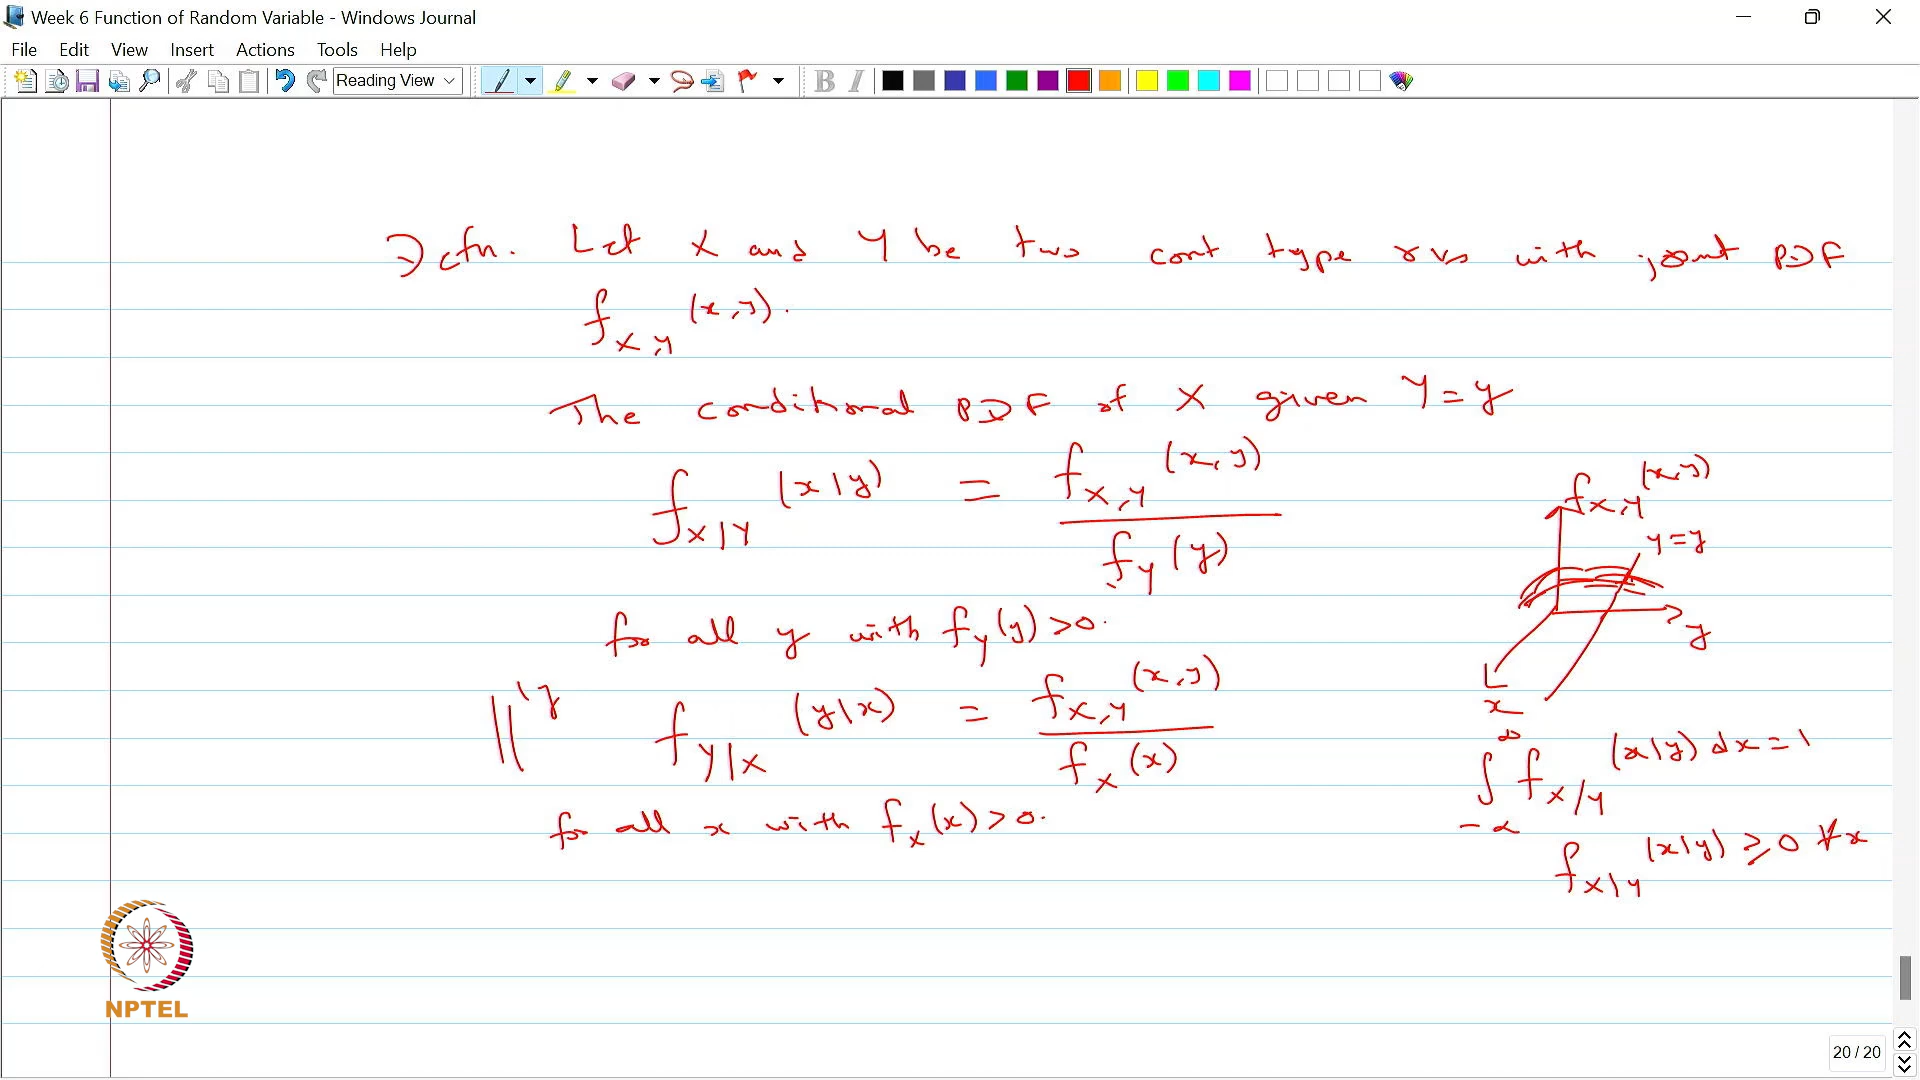 Week 6 Function of Random Variable - Windows Journal
File Edit View Insert Actions Tools Help
Reading View
B I
Defn. Let X and Y be two cont type rvs with joint PDF
f_{X,Y}(x,y).
The conditional PDF of X given Y=y
f_{X|Y}(x|y) = f_{X,Y}(x,y) / f_Y(y)
for all y with f_Y(y)>0.
||ly f_{Y|X}(y|x) = f_{X,Y}(x,y) / f_X(x)
for all x with f_X(x)>0.
f_{X,Y}(x,y)
y=y
y
x
∫_{-∞}^{∞} f_{X/Y}(x|y) dx = 1
f_{X|Y}(x|y) ≥ 0 ∀x
NPTEL
20 / 20